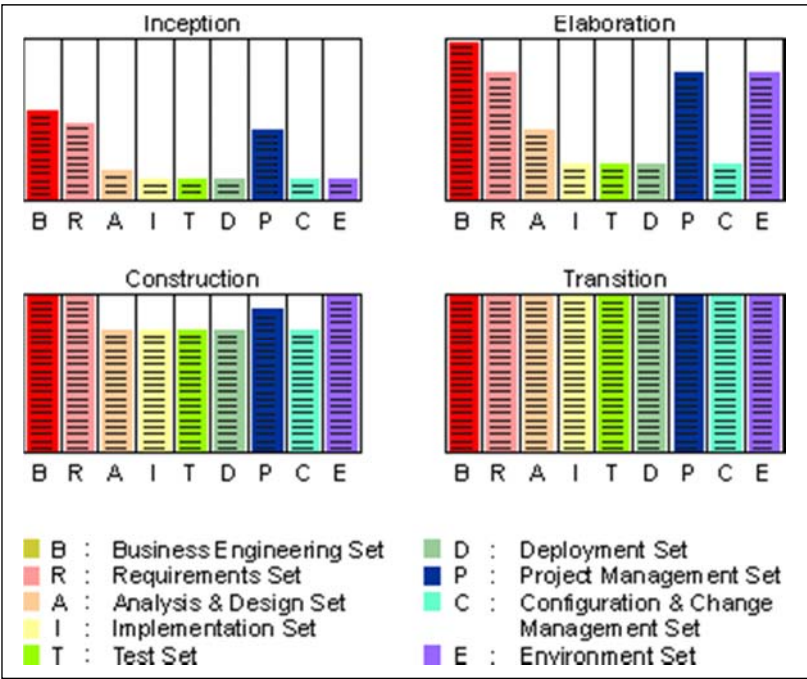 Inception
B R A I T D P C E
Elaboration
B R A I T D P C E
Construction
B R A I T D P C E
Transition
B R A I T D P C E
B : Business Engineering Set
R : Requirements Set
A : Analysis & Design Set
I : Implementation Set
T : Test Set
D : Deployment Set
P : Project Management Set
C : Configuration & Change
Management Set
E : Environment Set